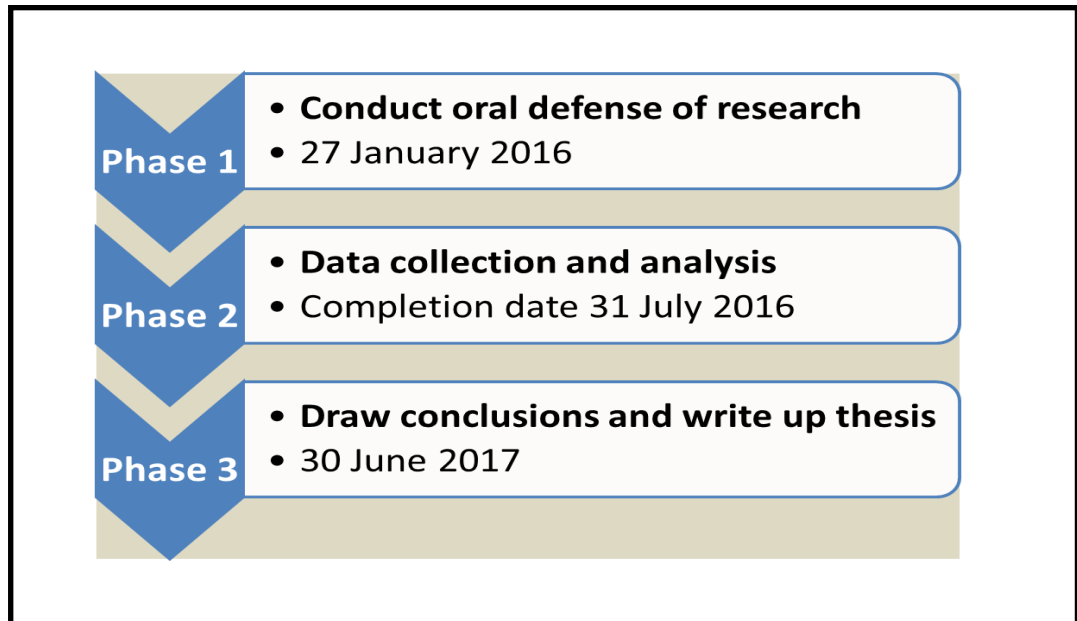 Phase 1
• Conduct oral defense of research
• 27 January 2016
Phase 2
• Data collection and analysis
• Completion date 31 July 2016
Phase 3
• Draw conclusions and write up thesis
• 30 June 2017